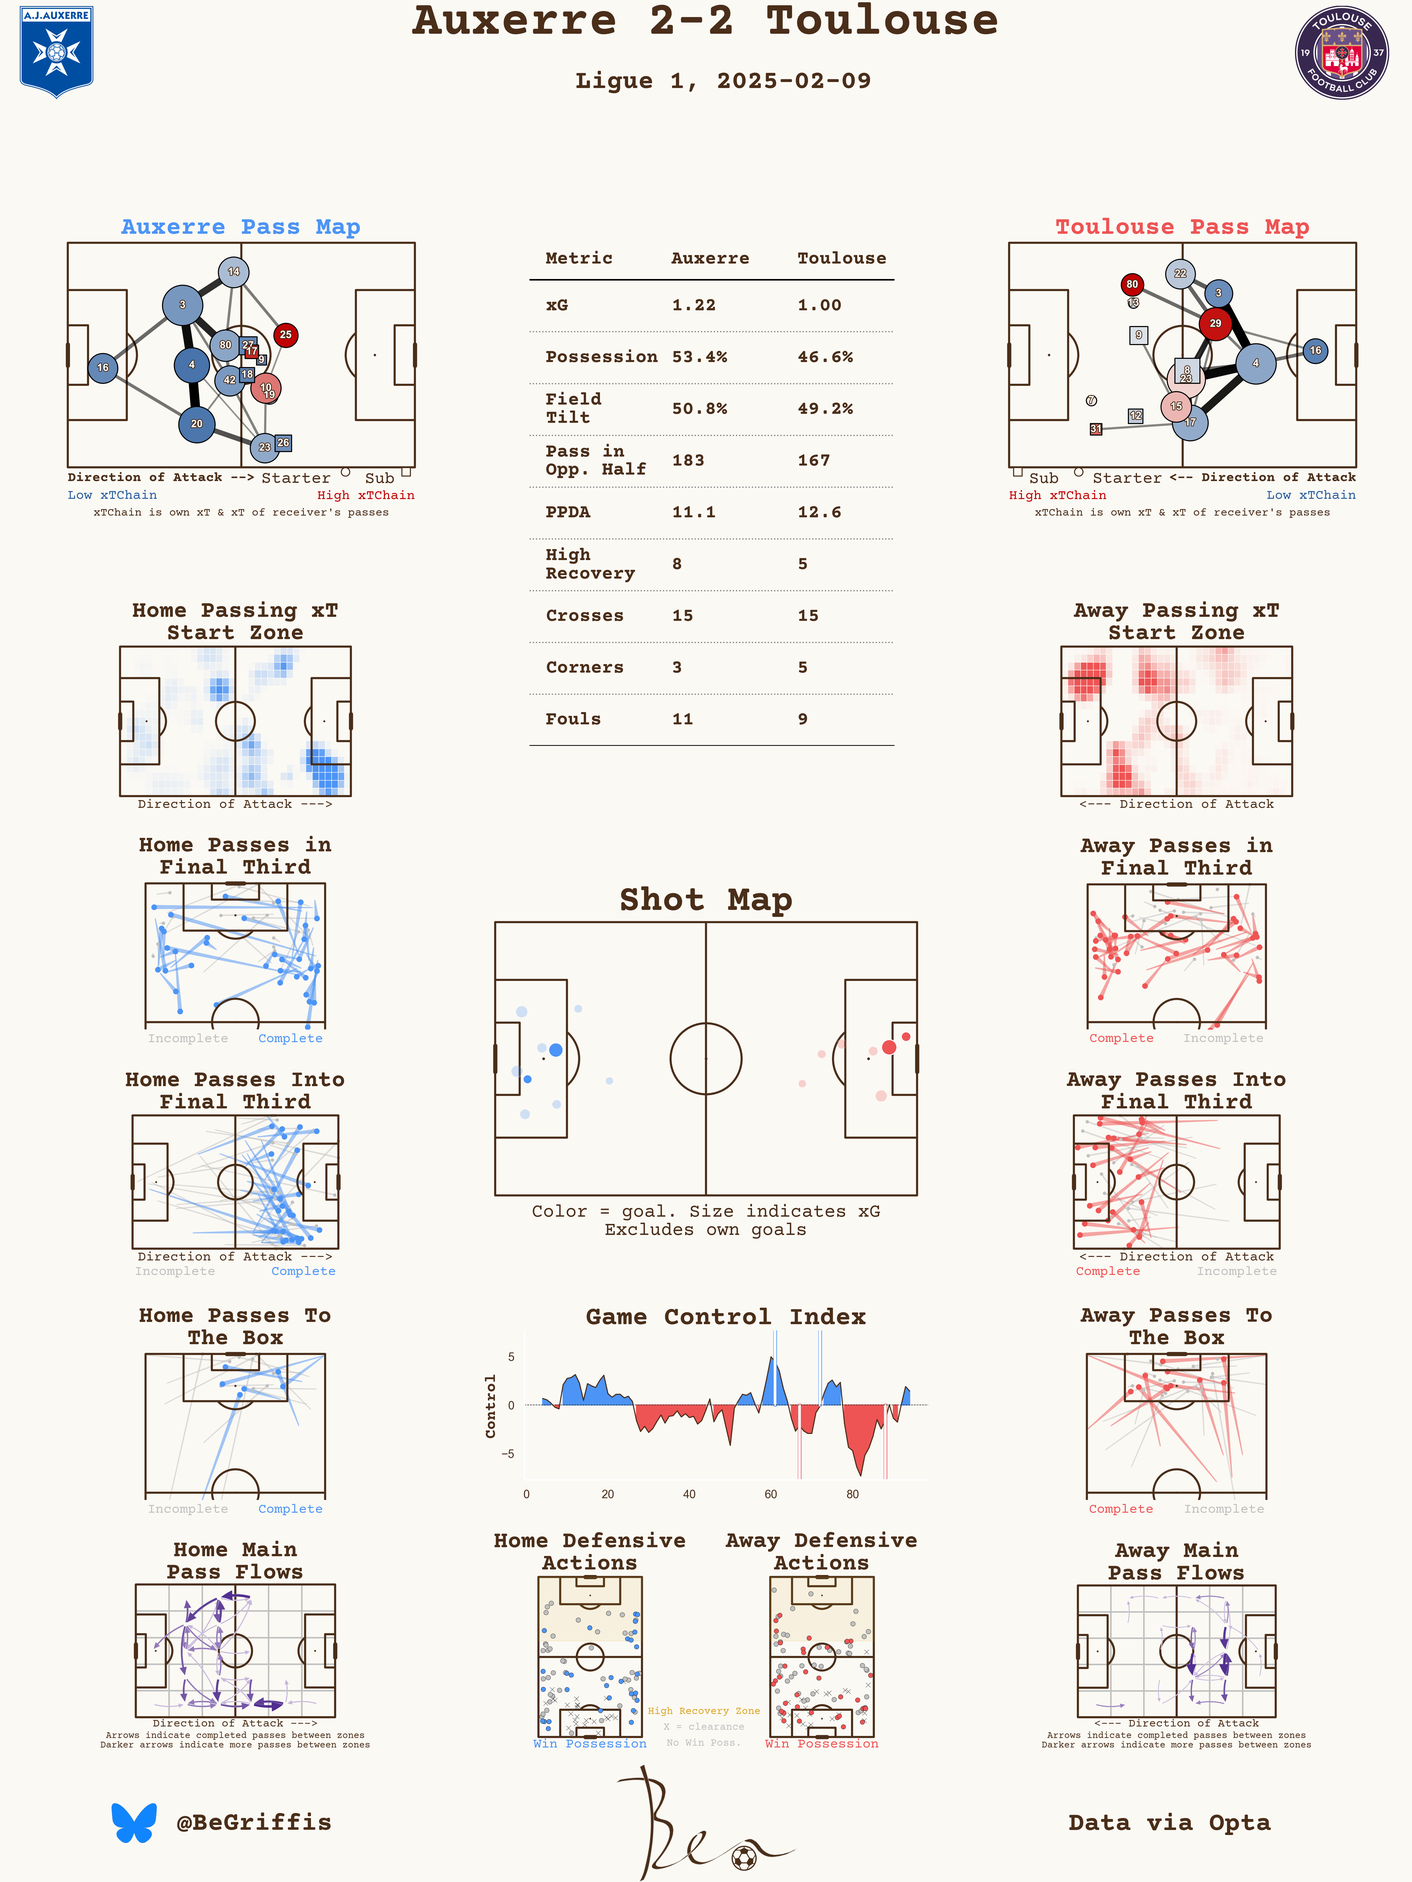 Auxerre 2-2 Toulouse
Ligue 1, 2025-02-09
A.J.AUXERRE
TOULOUSE
19 37
FOOTBALL CLUB
Auxerre Pass Map
14
3
25
80
27
17
9
16
4
18
42
10
19
20
23
26
Direction of Attack --> Starter Sub
Low xTChain High xTChain
xTChain is own xT & xT of receiver's passes
Metric Auxerre Toulouse
xG 1.22 1.00
Possession 53.4% 46.6%
Field
Tilt 50.8% 49.2%
Pass in
Opp. Half 183 167
PPDA 11.1 12.6
High
Recovery 8 5
Crosses 15 15
Corners 3 5
Fouls 11 9
Toulouse Pass Map
22
80
3
13
29
9
16
4
8
23
7
15
12
17
31
Sub Starter <-- Direction of Attack
High xTChain Low xTChain
xTChain is own xT & xT of receiver's passes
Home Passing xT
Start Zone
Direction of Attack --->
Away Passing xT
Start Zone
<--- Direction of Attack
Home Passes in
Final Third
Incomplete Complete
Away Passes in
Final Third
Complete Incomplete
Shot Map
Color = goal. Size indicates xG
Excludes own goals
Home Passes Into
Final Third
Direction of Attack --->
Incomplete Complete
Away Passes Into
Final Third
<--- Direction of Attack
Complete Incomplete
Home Passes To
The Box
Incomplete Complete
Game Control Index
Control
5
0
−5
0 20 40 60 80
Away Passes To
The Box
Complete Incomplete
Home Main
Pass Flows
Direction of Attack --->
Arrows indicate completed passes between zones
Darker arrows indicate more passes between zones
Home Defensive
Actions
Win Possession
Away Defensive
Actions
Win Possession
High Recovery Zone
X = clearance
No Win Poss.
Away Main
Pass Flows
<--- Direction of Attack
Arrows indicate completed passes between zones
Darker arrows indicate more passes between zones
@BeGriffis
Ben
Data via Opta